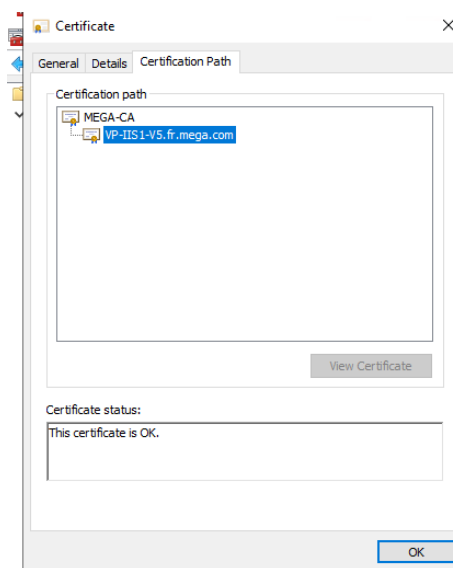 Certificate
General Details Certification Path
Certification path
MEGA-CA
VP-IIS1-V5.fr.mega.com
View Certificate
Certificate status:
This certificate is OK.
OK